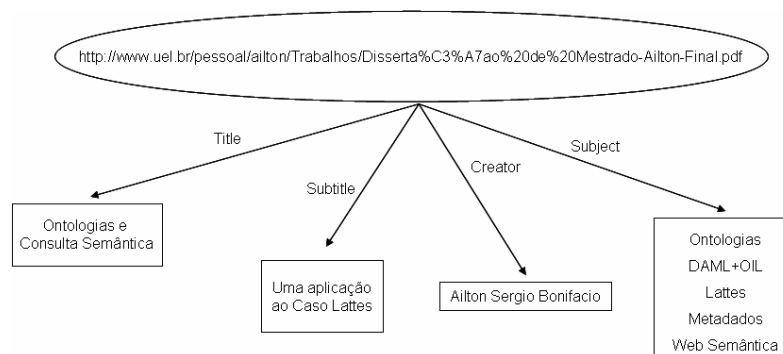 http://www.uel.br/pessoal/ailton/Trabalhos/Disserta%C3%A7ao%20de%20Mestrado-Ailton-Final.pdf
Title
Subtitle
Creator
Subject
Ontologias e
Consulta Semântica
Uma aplicação
ao Caso Lattes
Ailton Sergio Bonifacio
Ontologias
DAML+OIL
Lattes
Metadados
Web Semântica